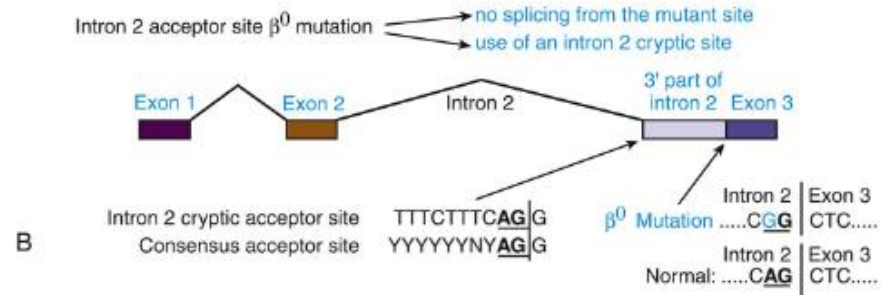 no splicing from the mutant site
Intron 2 acceptor site β⁰ mutation
use of an intron 2 cryptic site
3' part of
Exon 1 Exon 2 Intron 2 intron 2 Exon 3
Intron 2 | Exon 3
Intron 2 cryptic acceptor site TTTCTTTCAG|G β⁰ Mutation .....CGG | CTC.....
B Consensus acceptor site YYYYYYNYAG|G
Intron 2 | Exon 3
Normal: .....CAG | CTC.....